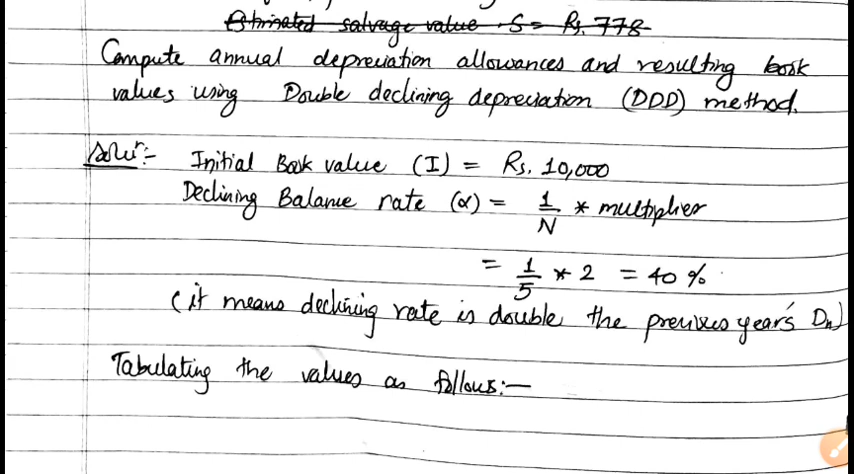 Estimated salvage value S = Rs. 778
Compute annual depreciation allowances and resulting book
values using Double declining depreciation (DDD) method.
Solun:- Initial Book value (I) = Rs. 10,000
Declining Balance rate (α) = 1/N * multiplier
= 1/5 * 2 = 40 %.
(it means declining rate is double the previous year's Dn)
Tabulating the values as follows:-